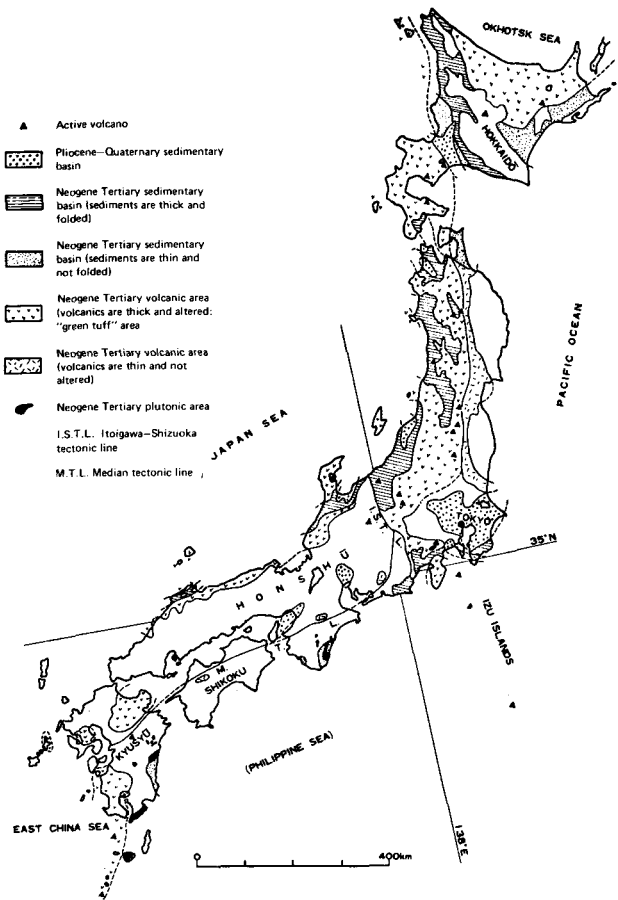 OKHOTSK SEA
HOKKAIDŌ
Active volcano
Pliocene–Quaternary sedimentary
basin
Neogene Tertiary sedimentary
basin (sediments are thick and
folded)
Neogene Tertiary sedimentary
basin (sediments are thin and
not folded)
Neogene Tertiary volcanic area
(volcanics are thick and altered:
"green tuff" area
Neogene Tertiary volcanic area
(volcanics are thin and not
altered)
Neogene Tertiary plutonic area
I.S.T.L. Itoigawa–Shizuoka
tectonic line
M.T.L. Median tectonic line
PACIFIC OCEAN
JAPAN SEA
I.S.T.L.
TOKYO
35°N
HONSHŪ
IZU ISLANDS
M.T.L.
SHIKOKU
KYUSYŪ
(PHILIPPINE SEA)
EAST CHINA SEA
138°E
0 400km